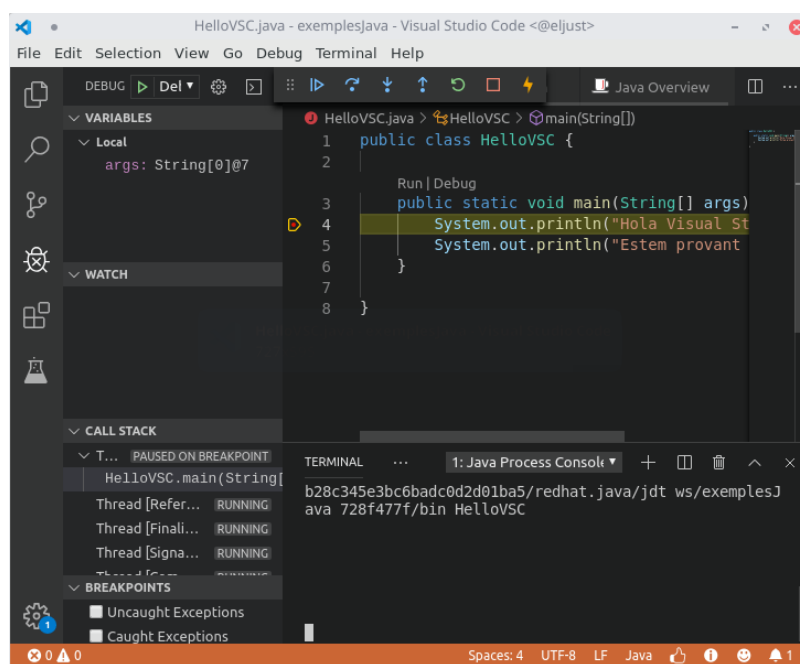 HelloVSC.java - exemplesJava - Visual Studio Code <@eljust>
File Edit Selection View Go Debug Terminal Help
DEBUG Del
Java Overview
VARIABLES
Local
args: String[0]@7
WATCH
CALL STACK
T... PAUSED ON BREAKPOINT
HelloVSC.main(String[
Thread [Refer... RUNNING
Thread [Finali... RUNNING
Thread [Signa... RUNNING
BREAKPOINTS
Uncaught Exceptions
Caught Exceptions
HelloVSC.java > HelloVSC > main(String[])
1 public class HelloVSC {
2
Run | Debug
3 public static void main(String[] args)
4 System.out.println("Hola Visual St
5 System.out.println("Estem provant
6 }
7
8 }
TERMINAL ... 1: Java Process Console
b28c345e3bc6badc0d2d01ba5/redhat.java/jdt ws/exemplesJ
ava 728f477f/bin HelloVSC
1
0 0 Spaces: 4 UTF-8 LF Java 1